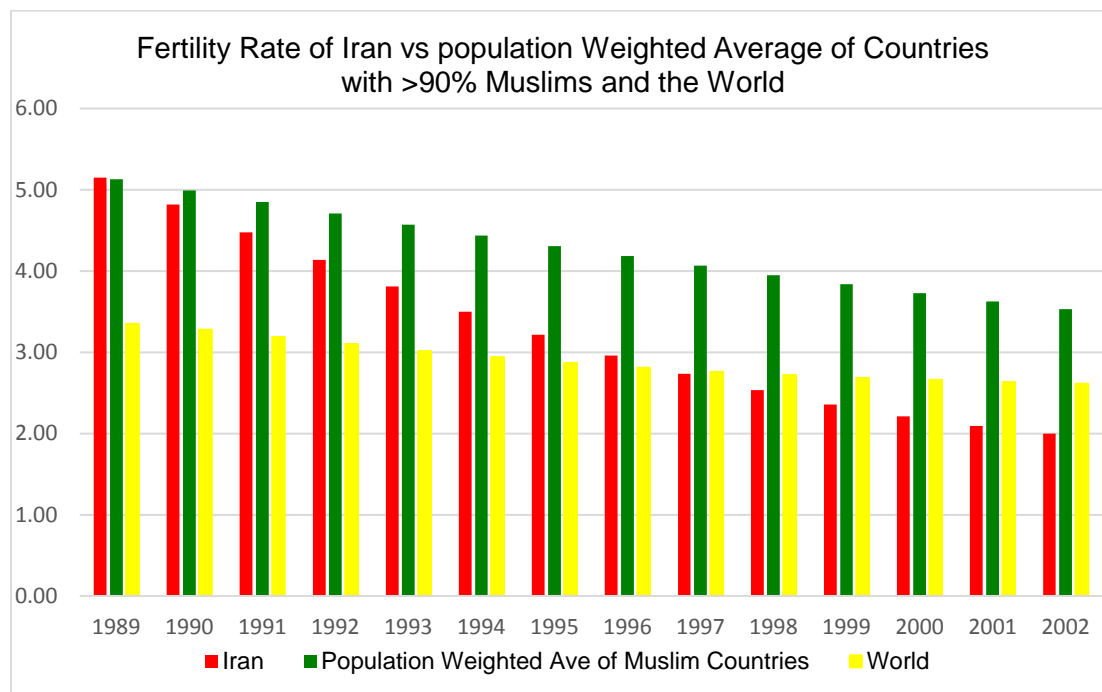 Fertility Rate of Iran vs population Weighted Average of Countries
with >90% Muslims and the World
6.00
5.00
4.00
3.00
2.00
1.00
0.00
1989 1990 1991 1992 1993 1994 1995 1996 1997 1998 1999 2000 2001 2002
Iran Population Weighted Ave of Muslim Countries World